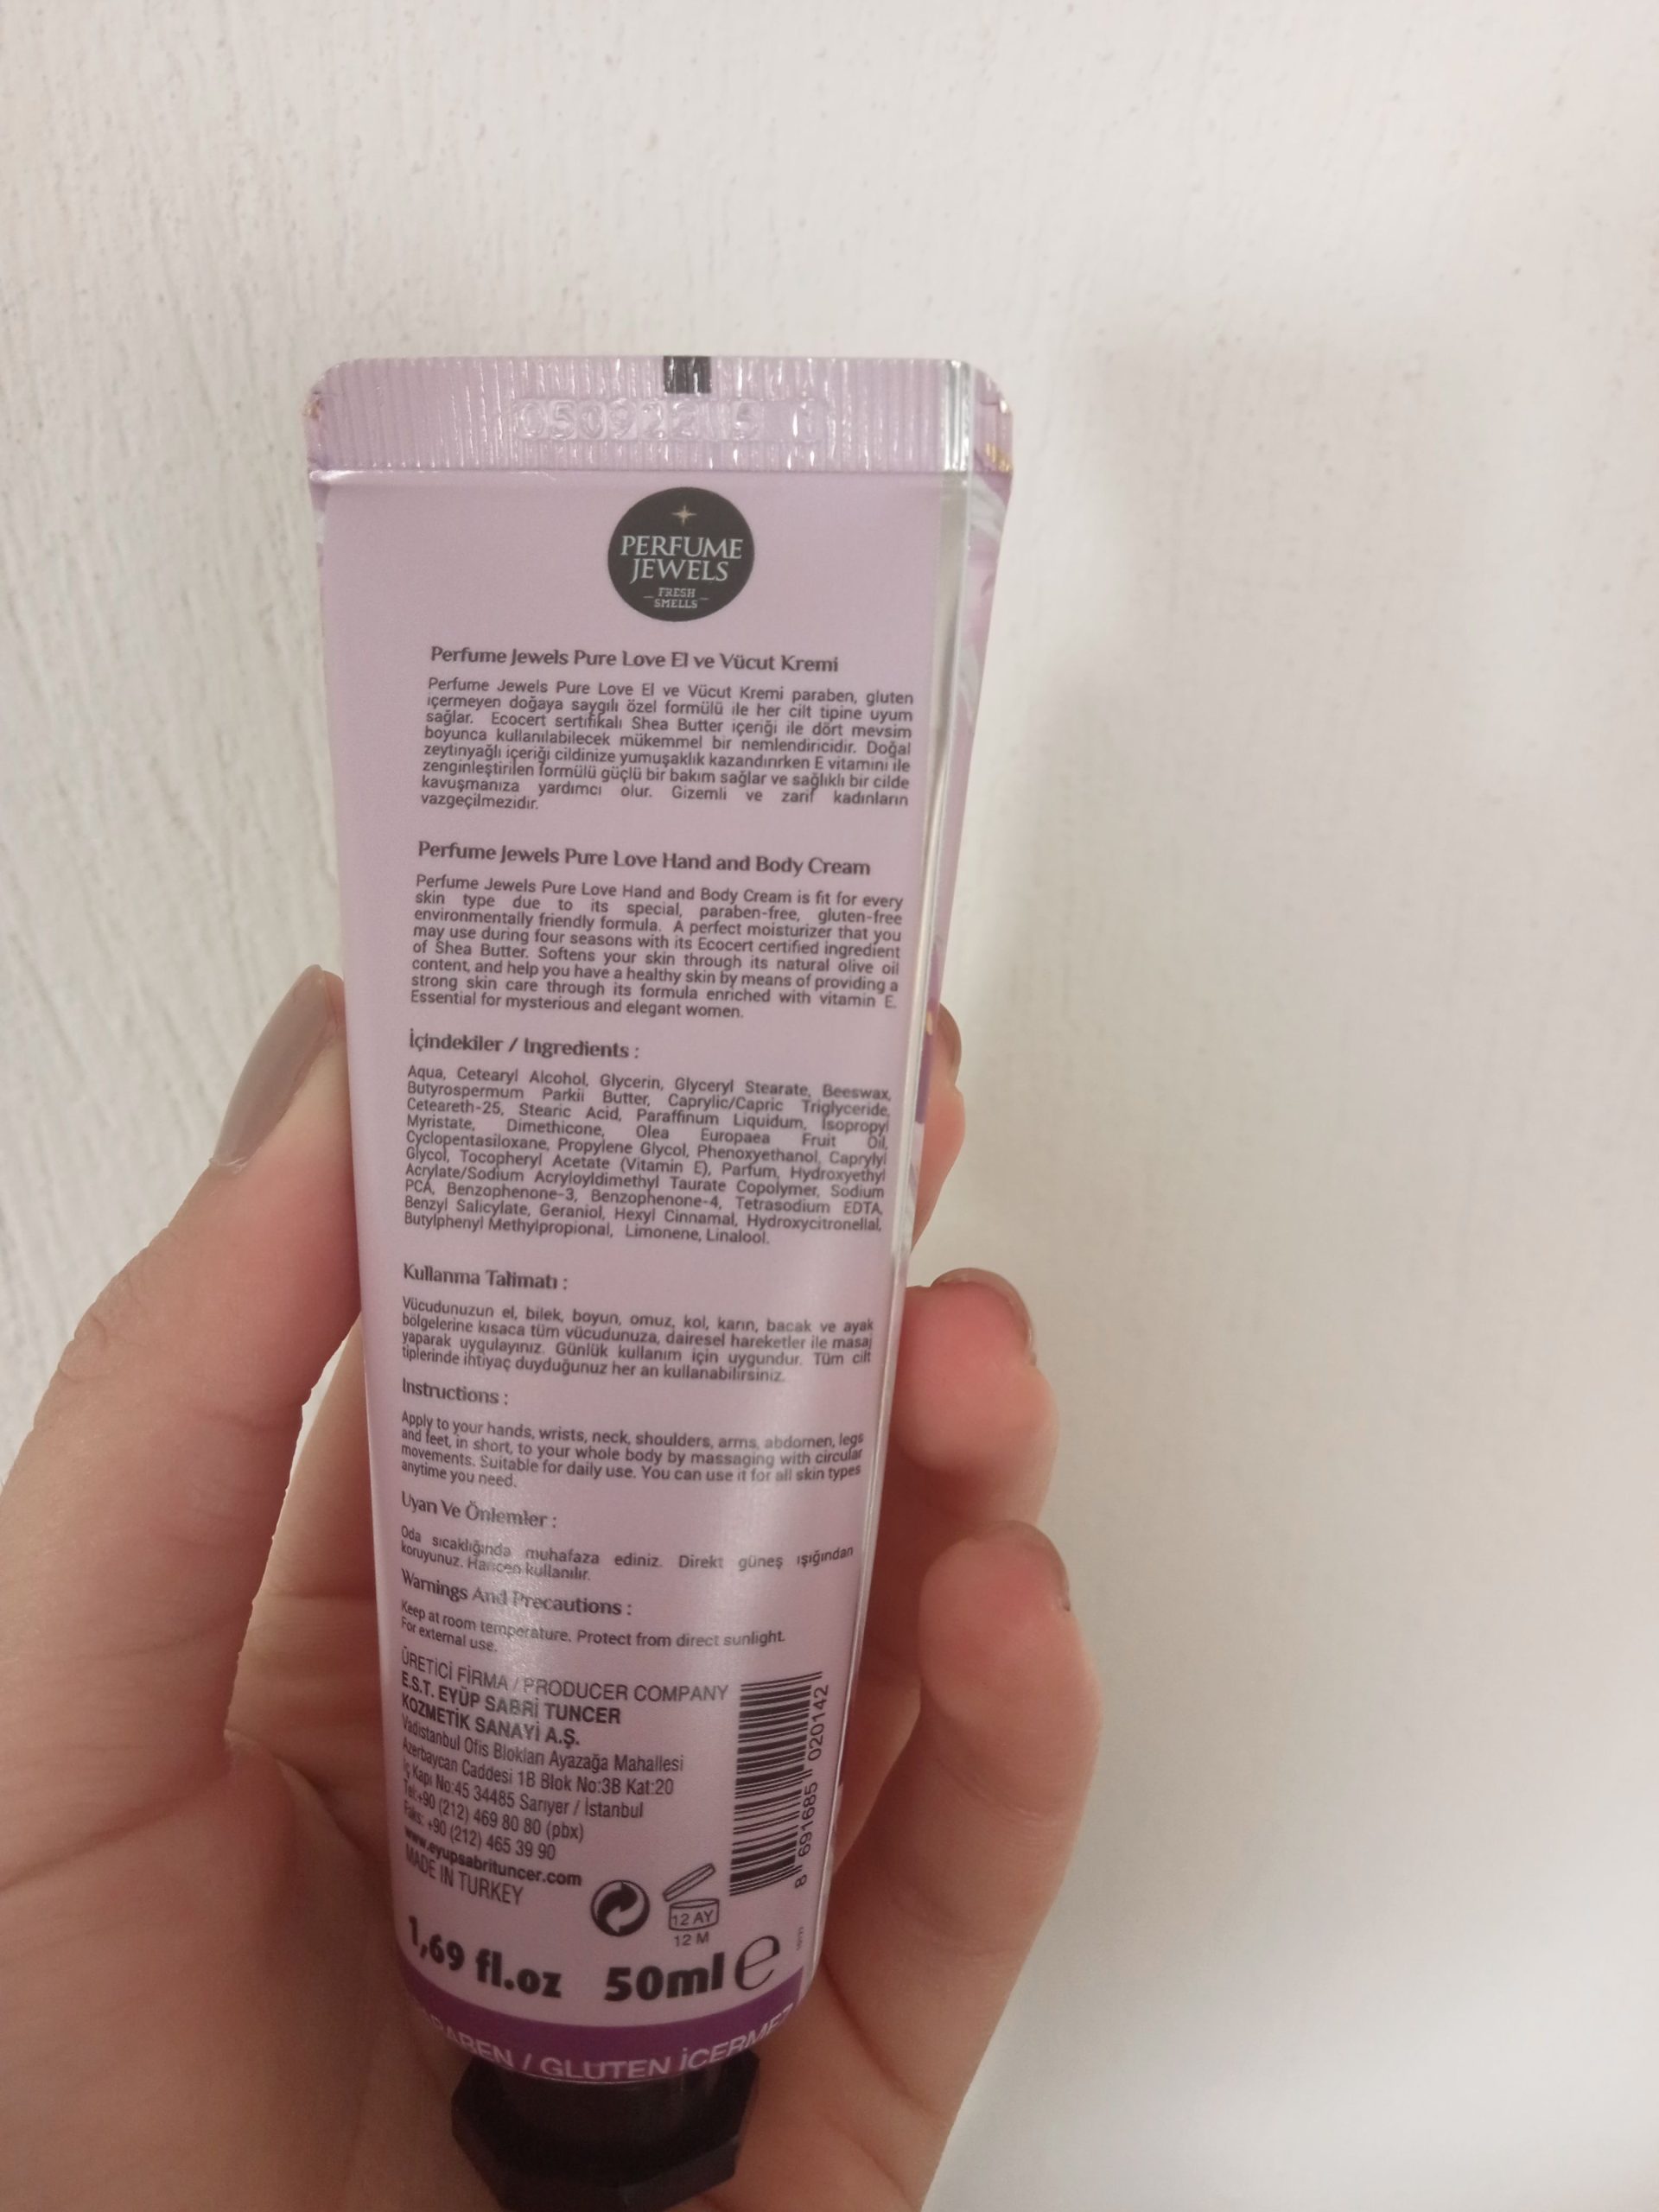 050922 5
PERFUME
JEWELS
FRESH
SMELLS
Perfume Jewels Pure Love El ve Vücut Kremi
Perfume Jewels Pure Love El ve Vücut Kremi paraben, gluten
içermeyen doğaya saygılı özel formülü ile her cilt tipine uyum
sağlar. Ecocert sertifikalı Shea Butter içeriği ile dört mevsim
boyunca kullanılabilecek mükemmel bir nemlendiricidir. Doğal
zeytinyağlı içeriği cildinize yumuşaklık kazandırırken E vitamini ile
zenginleştirilen formülü güçlü bir bakım sağlar ve sağlıklı bir cilde
kavuşmanıza yardımcı olur. Gizemli ve zarif kadınların
vazgeçilmezidir.
Perfume Jewels Pure Love Hand and Body Cream
Perfume Jewels Pure Love Hand and Body Cream is fit for every
skin type due to its special, paraben-free, gluten-free
environmentally friendly formula. A perfect moisturizer that you
may use during four seasons with its Ecocert certified ingredient
of Shea Butter. Softens your skin through its natural olive oil
content, and help you have a healthy skin by means of providing a
strong skin care through its formula enriched with vitamin E.
Essential for mysterious and elegant women.
İçindekiler / Ingredients :
Aqua, Cetearyl Alcohol, Glycerin, Glyceryl Stearate, Beeswax,
Butyrospermum Parkii Butter, Caprylic/Capric Triglyceride,
Ceteareth-25, Stearic Acid, Paraffinum Liquidum, Isopropyl
Myristate, Dimethicone, Olea Europaea Fruit Oil,
Cyclopentasiloxane, Propylene Glycol, Phenoxyethanol, Caprylyl
Glycol, Tocopheryl Acetate (Vitamin E), Parfum, Hydroxyethyl
Acrylate/Sodium Acryloyldimethyl Taurate Copolymer, Sodium
PCA, Benzophenone-3, Benzophenone-4, Tetrasodium EDTA,
Benzyl Salicylate, Geraniol, Hexyl Cinnamal, Hydroxycitronellal,
Butylphenyl Methylpropional, Limonene, Linalool.
Kullanma Talimatı :
Vücudunuzun el, bilek, boyun, omuz, kol, karın, bacak ve ayak
bölgelerine kısaca tüm vücudunuza, dairesel hareketler ile masaj
yaparak uygulayınız. Günlük kullanım için uygundur. Tüm cilt
tiplerinde ihtiyaç duyduğunuz her an kullanabilirsiniz.
Instructions :
Apply to your hands, wrists, neck, shoulders, arms, abdomen, legs
and feet, in short, to your whole body by massaging with circular
movements. Suitable for daily use. You can use it for all skin types
anytime you need.
Uyarı Ve Önlemler :
Oda sıcaklığında muhafaza ediniz. Direkt güneş ışığından
koruyunuz. Haricen kullanılır.
Warnings And Precautions :
Keep at room temperature. Protect from direct sunlight.
For external use.
ÜRETİCİ FİRMA / PRODUCER COMPANY
E.S.T. EYÜP SABRİ TUNCER
KOZMETİK SANAYİ A.Ş.
Vadistanbul Ofis Blokları Ayazağa Mahallesi
Azerbaycan Caddesi 1B Blok No:3B Kat:20
İç Kapı No:45 34485 Sarıyer / İstanbul
Tel:+90 (212) 469 80 80 (pbx)
Faks: +90 (212) 465 39 90
www.eyupsabrituncer.com
MADE IN TURKEY
8 691685 020142
12 AY
12 M
1,69 fl.oz 50ml e
PARABEN / GLUTEN İÇERMEZ